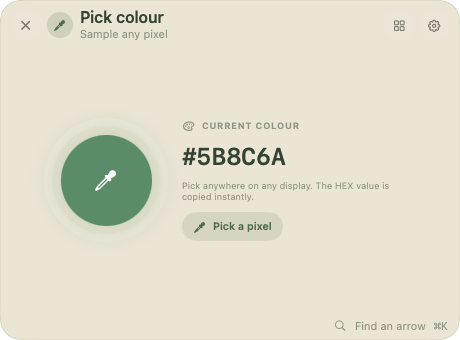 Pick colour
Sample any pixel
CURRENT COLOUR
#5B8C6A
Pick anywhere on any display. The HEX value is
copied instantly.
Pick a pixel
Find an arrow ⌘K